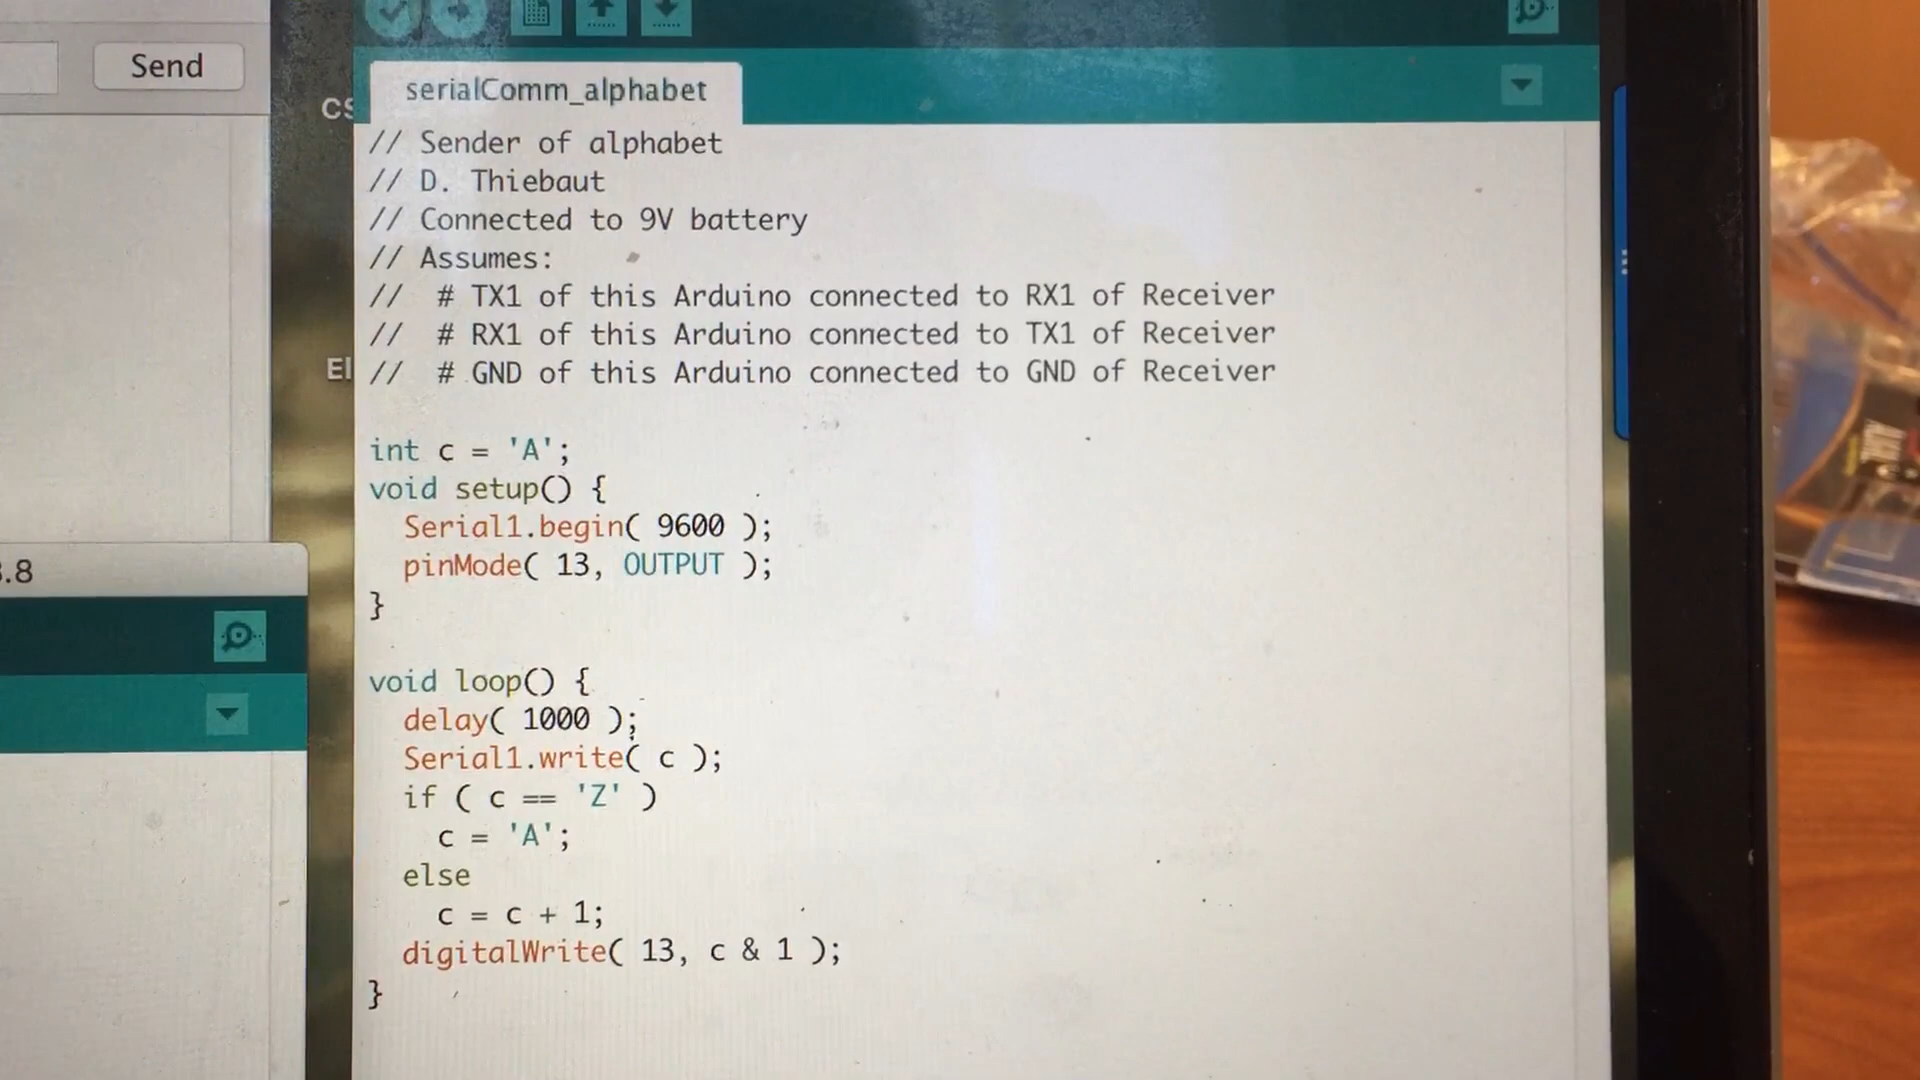 Send
CS
El
.8
serialComm_alphabet
// Sender of alphabet
// D. Thiebaut
// Connected to 9V battery
// Assumes:
//  # TX1 of this Arduino connected to RX1 of Receiver
//  # RX1 of this Arduino connected to TX1 of Receiver
//  # GND of this Arduino connected to GND of Receiver
int c = 'A';
void setup() {
  Serial1.begin( 9600 );
  pinMode( 13, OUTPUT );
}
void loop() {
  delay( 1000 );
  Serial1.write( c );
  if ( c == 'Z' )
    c = 'A';
  else
    c = c + 1;
  digitalWrite( 13, c & 1 );
}